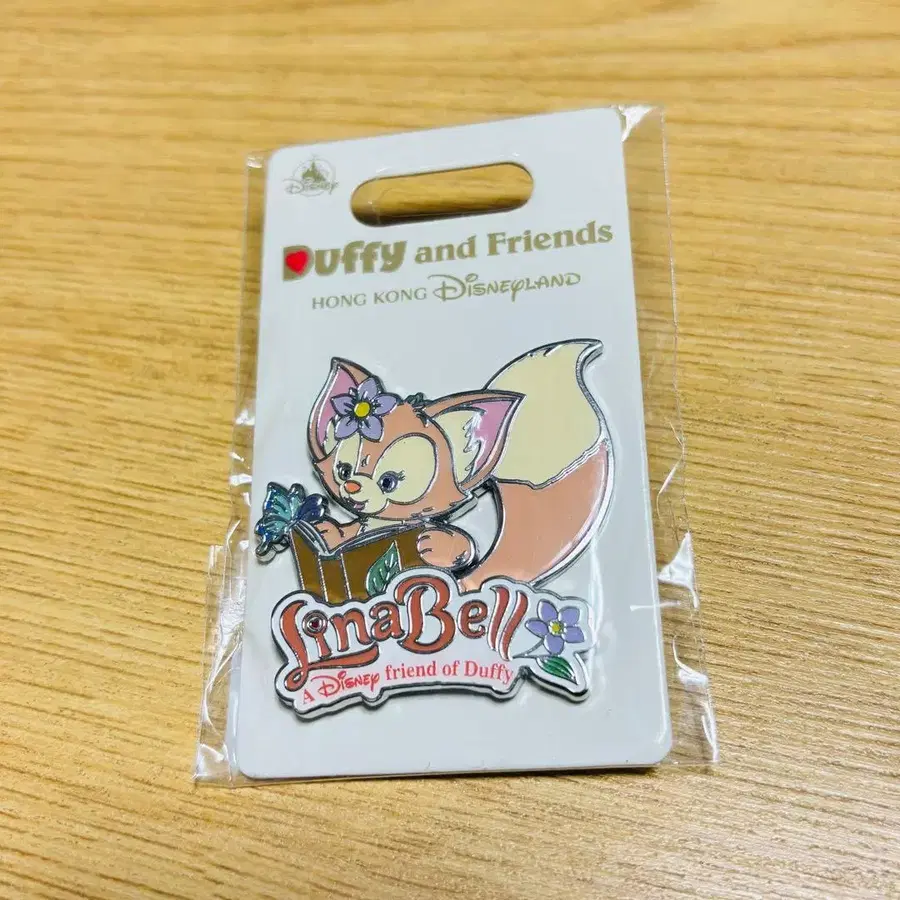 Disney
Duffy and Friends
HONG KONG Disneyland
LinaBell
A Disney friend of Duffy